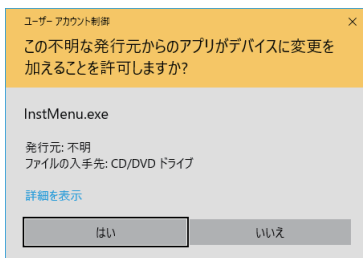 ユーザー アカウント制御
この不明な発行元からのアプリがデバイスに変更を
加えることを許可しますか?
InstMenu.exe
発行元: 不明
ファイルの入手先: CD/DVD ドライブ
詳細を表示
はい
いいえ